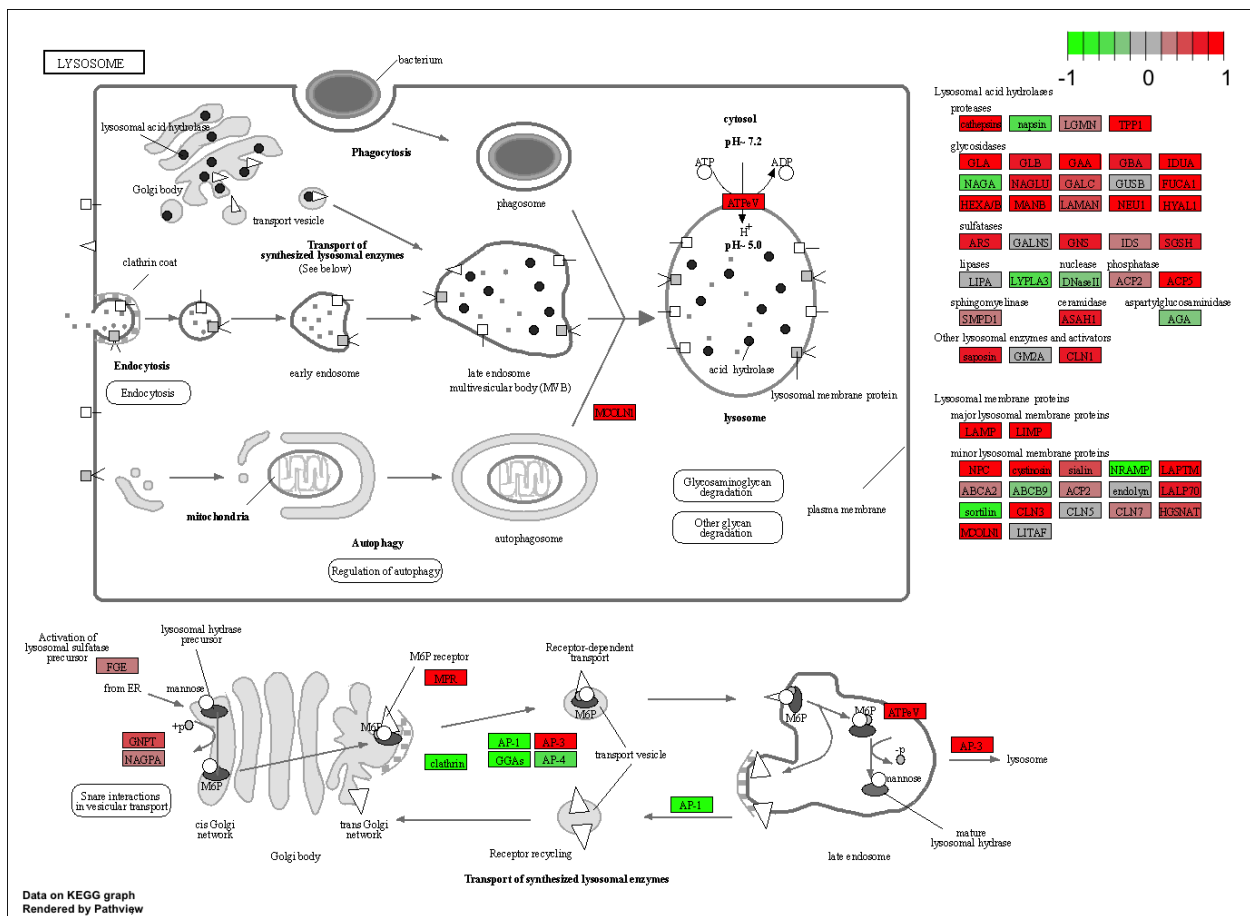 LYSOSOME
bacterium
lysosomal acid hydrolase
Phagocytosis
Golgi body
transport vesicle
phagosome
Transport of
synthesized lysosomal enzymes
(See below)
clathrin coat
Endocytosis
Endocytosis
early endosome
late endosome
multivesicular body (MVB)
cytosol
pH~ 7.2
ATP
ADP
ATPeV
H+
pH~ 5.0
acid hydrolase
lysosomal membrane protein
lysosome
MCOLN1
mitochondria
Autophagy
autophagosome
Regulation of autophagy
Glycosaminoglycan
degradation
Other glycan
degradation
plasma membrane
-1 0 1
Lysosomal acid hydrolases
proteases
cathepsins napsin LGMN TPP1
glycosidases
GLA GLB GAA GBA IDUA
NAGA NAGLU GALC GUSB FUCA1
HEXA/B MANB LAMAN NEU1 HYAL1
sulfatases
ARS GALNS GNS IDS SGSH
lipases nuclease phosphatase
LIPA LYPLA3 DNaseII ACP2 ACP5
sphingomyelinase ceramidase aspartylglucosaminidase
SMPD1 ASAH1 AGA
Other lysosomal enzymes and activators
saposin GM2A CLN1
Lysosomal membrane proteins
major lysosomal membrane proteins
LAMP LIMP
minor lysosomal membrane proteins
NPC cystinosin sialin NRAMP LAPTM
ABCA2 ABCB9 ACP2 endolyn LALP70
sortilin CLN3 CLN5 CLN7 HGSNAT
MCOLN1 LITAF
Activation of
lysosomal sulfatase
precursor
FGE
from ER
lysosomal hydrase
precursor
mannose
+p
GNPT
NAGPA
M6P
Snare interactions
in vesicular transport
cis Golgi
network
trans Golgi
network
Golgi body
M6P receptor
MPR
M6P
clathrin
AP-1 AP-3
GGAs AP-4
Receptor-dependent
transport
M6P
transport vesicle
Receptor recycling
AP-1
M6P
M6P
ATPeV
-p
mannose
AP-3
lysosome
mature
lysosomal hydrase
late endosome
Transport of synthesized lysosomal enzymes
Data on KEGG graph
Rendered by Pathview